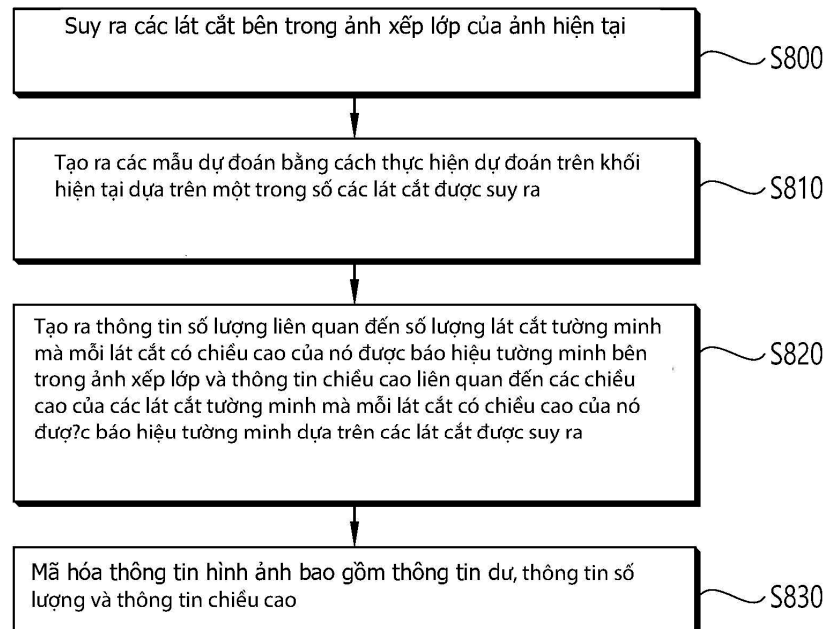 Suy ra các lát cắt bên trong ảnh xếp lớp của ảnh hiện tại
S800
Tạo ra các mẫu dự đoán bằng cách thực hiện dự đoán trên khối
hiện tại dựa trên một trong số các lát cắt được suy ra
S810
Tạo ra thông tin số lượng liên quan đến số lượng lát cắt tường minh
mà mỗi lát cắt có chiều cao của nó được báo hiệu tường minh bên
trong ảnh xếp lớp và thông tin chiều cao liên quan đến các chiều
cao của các lát cắt tường minh mà mỗi lát cắt có chiều cao của nó
đượ?c báo hiệu tường minh dựa trên các lát cắt được suy ra
S820
Mã hóa thông tin hình ảnh bao gồm thông tin dư, thông tin số
lượng và thông tin chiều cao
S830